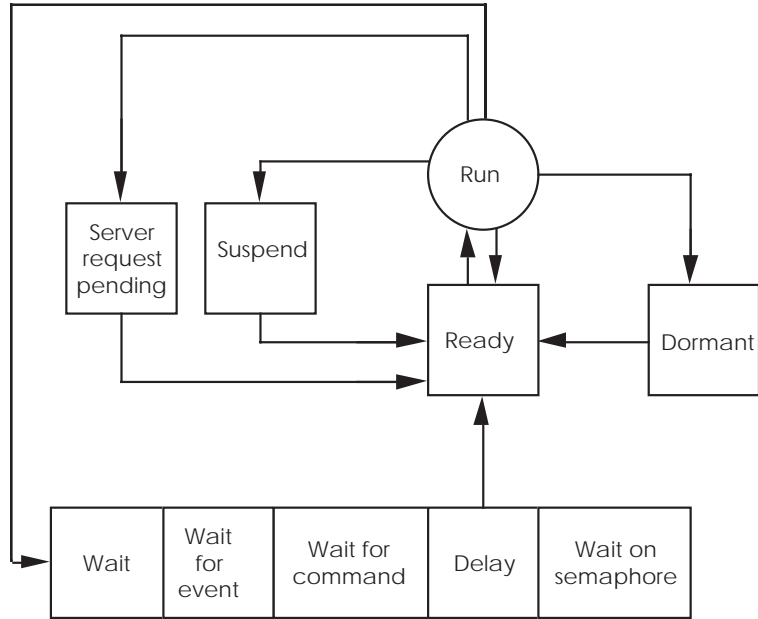 Run
Server
request
pending
Suspend
Ready
Dormant
Wait
Wait
for
event
Wait for
command
Delay
Wait on
semaphore